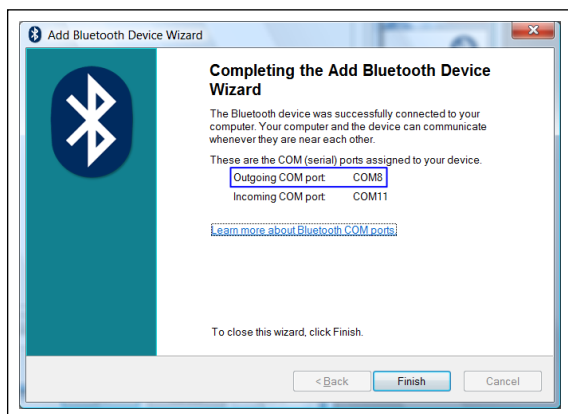 Add Bluetooth Device Wizard
Completing the Add Bluetooth Device
Wizard
The Bluetooth device was successfully connected to your
computer. Your computer and the device can communicate
whenever they are near each other.
These are the COM (serial) ports assigned to your device.
Outgoing COM port: COM8
Incoming COM port: COM11
Learn more about Bluetooth COM ports.
To close this wizard, click Finish.
< Back Finish Cancel